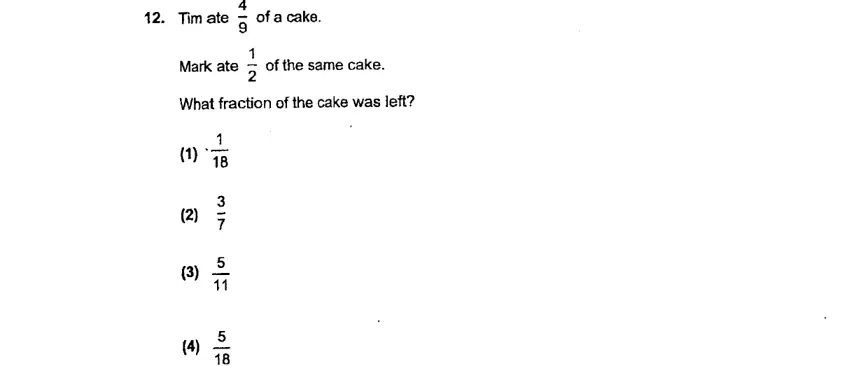 12. Tim ate 4/9 of a cake.
Mark ate 1/2 of the same cake.
What fraction of the cake was left?
(1) 1/18
(2) 3/7
(3) 5/11
(4) 5/18